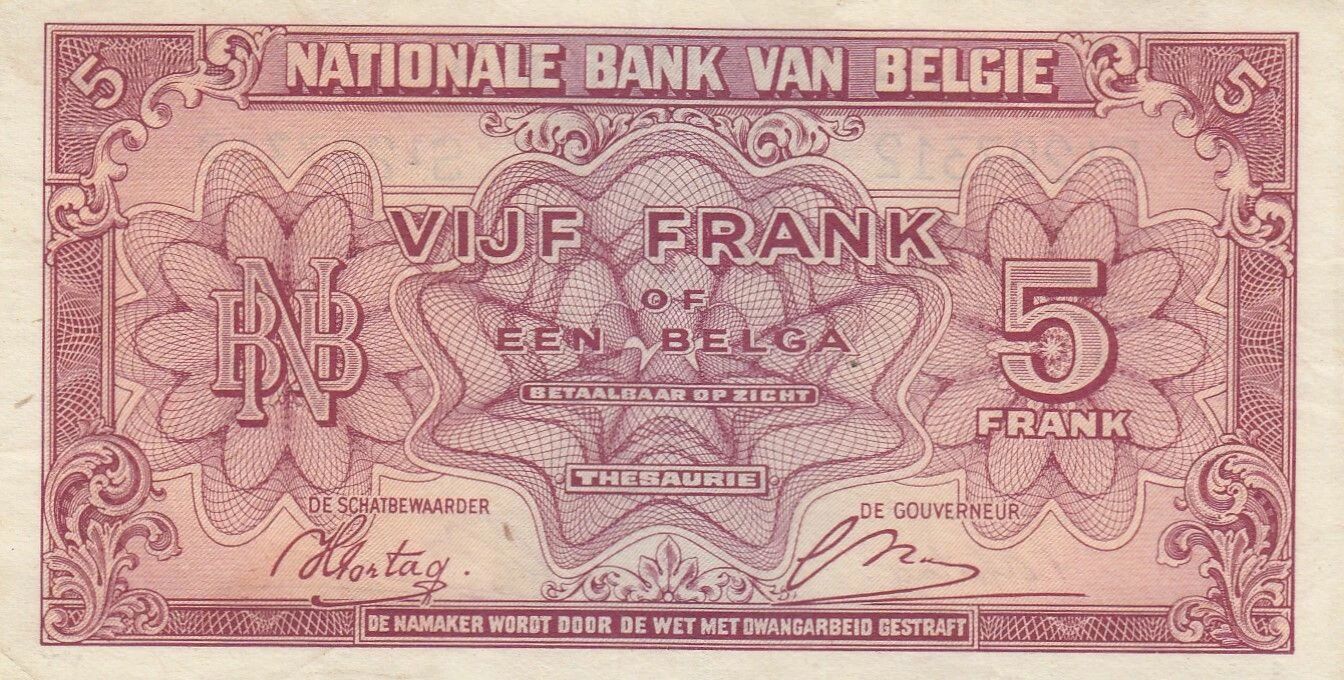 5
NATIONALE BANK VAN BELGIE
5
VIJF FRANK
OF
EEN BELGA
BNB
5
FRANK
BETAALBAAR OP ZICHT
THESAURIE
DE SCHATBEWAARDER
DE GOUVERNEUR
DE NAMAKER WORDT DOOR DE WET MET DWANGARBEID GESTRAFT